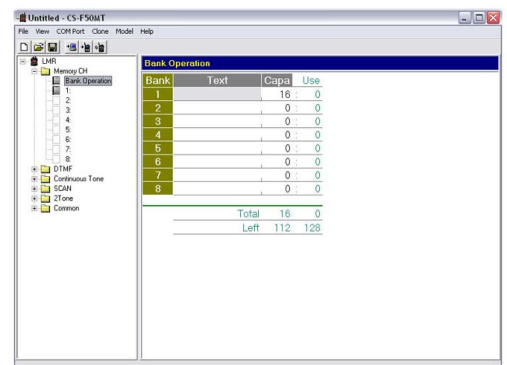 Untitled - CS-F50MT
File View COM Port Clone Model Help
LMR
Memory CH
Bank Operation
1:
2:
3:
4:
5:
6:
7:
8:
DTMF
Continuous Tone
SCAN
2Tone
Common
Bank Operation
Bank Text Capa Use
1 16 : 0
2 0 : 0
3 0 : 0
4 0 : 0
5 0 : 0
6 0 : 0
7 0 : 0
8 0 : 0
Total 16 0
Left 112 128